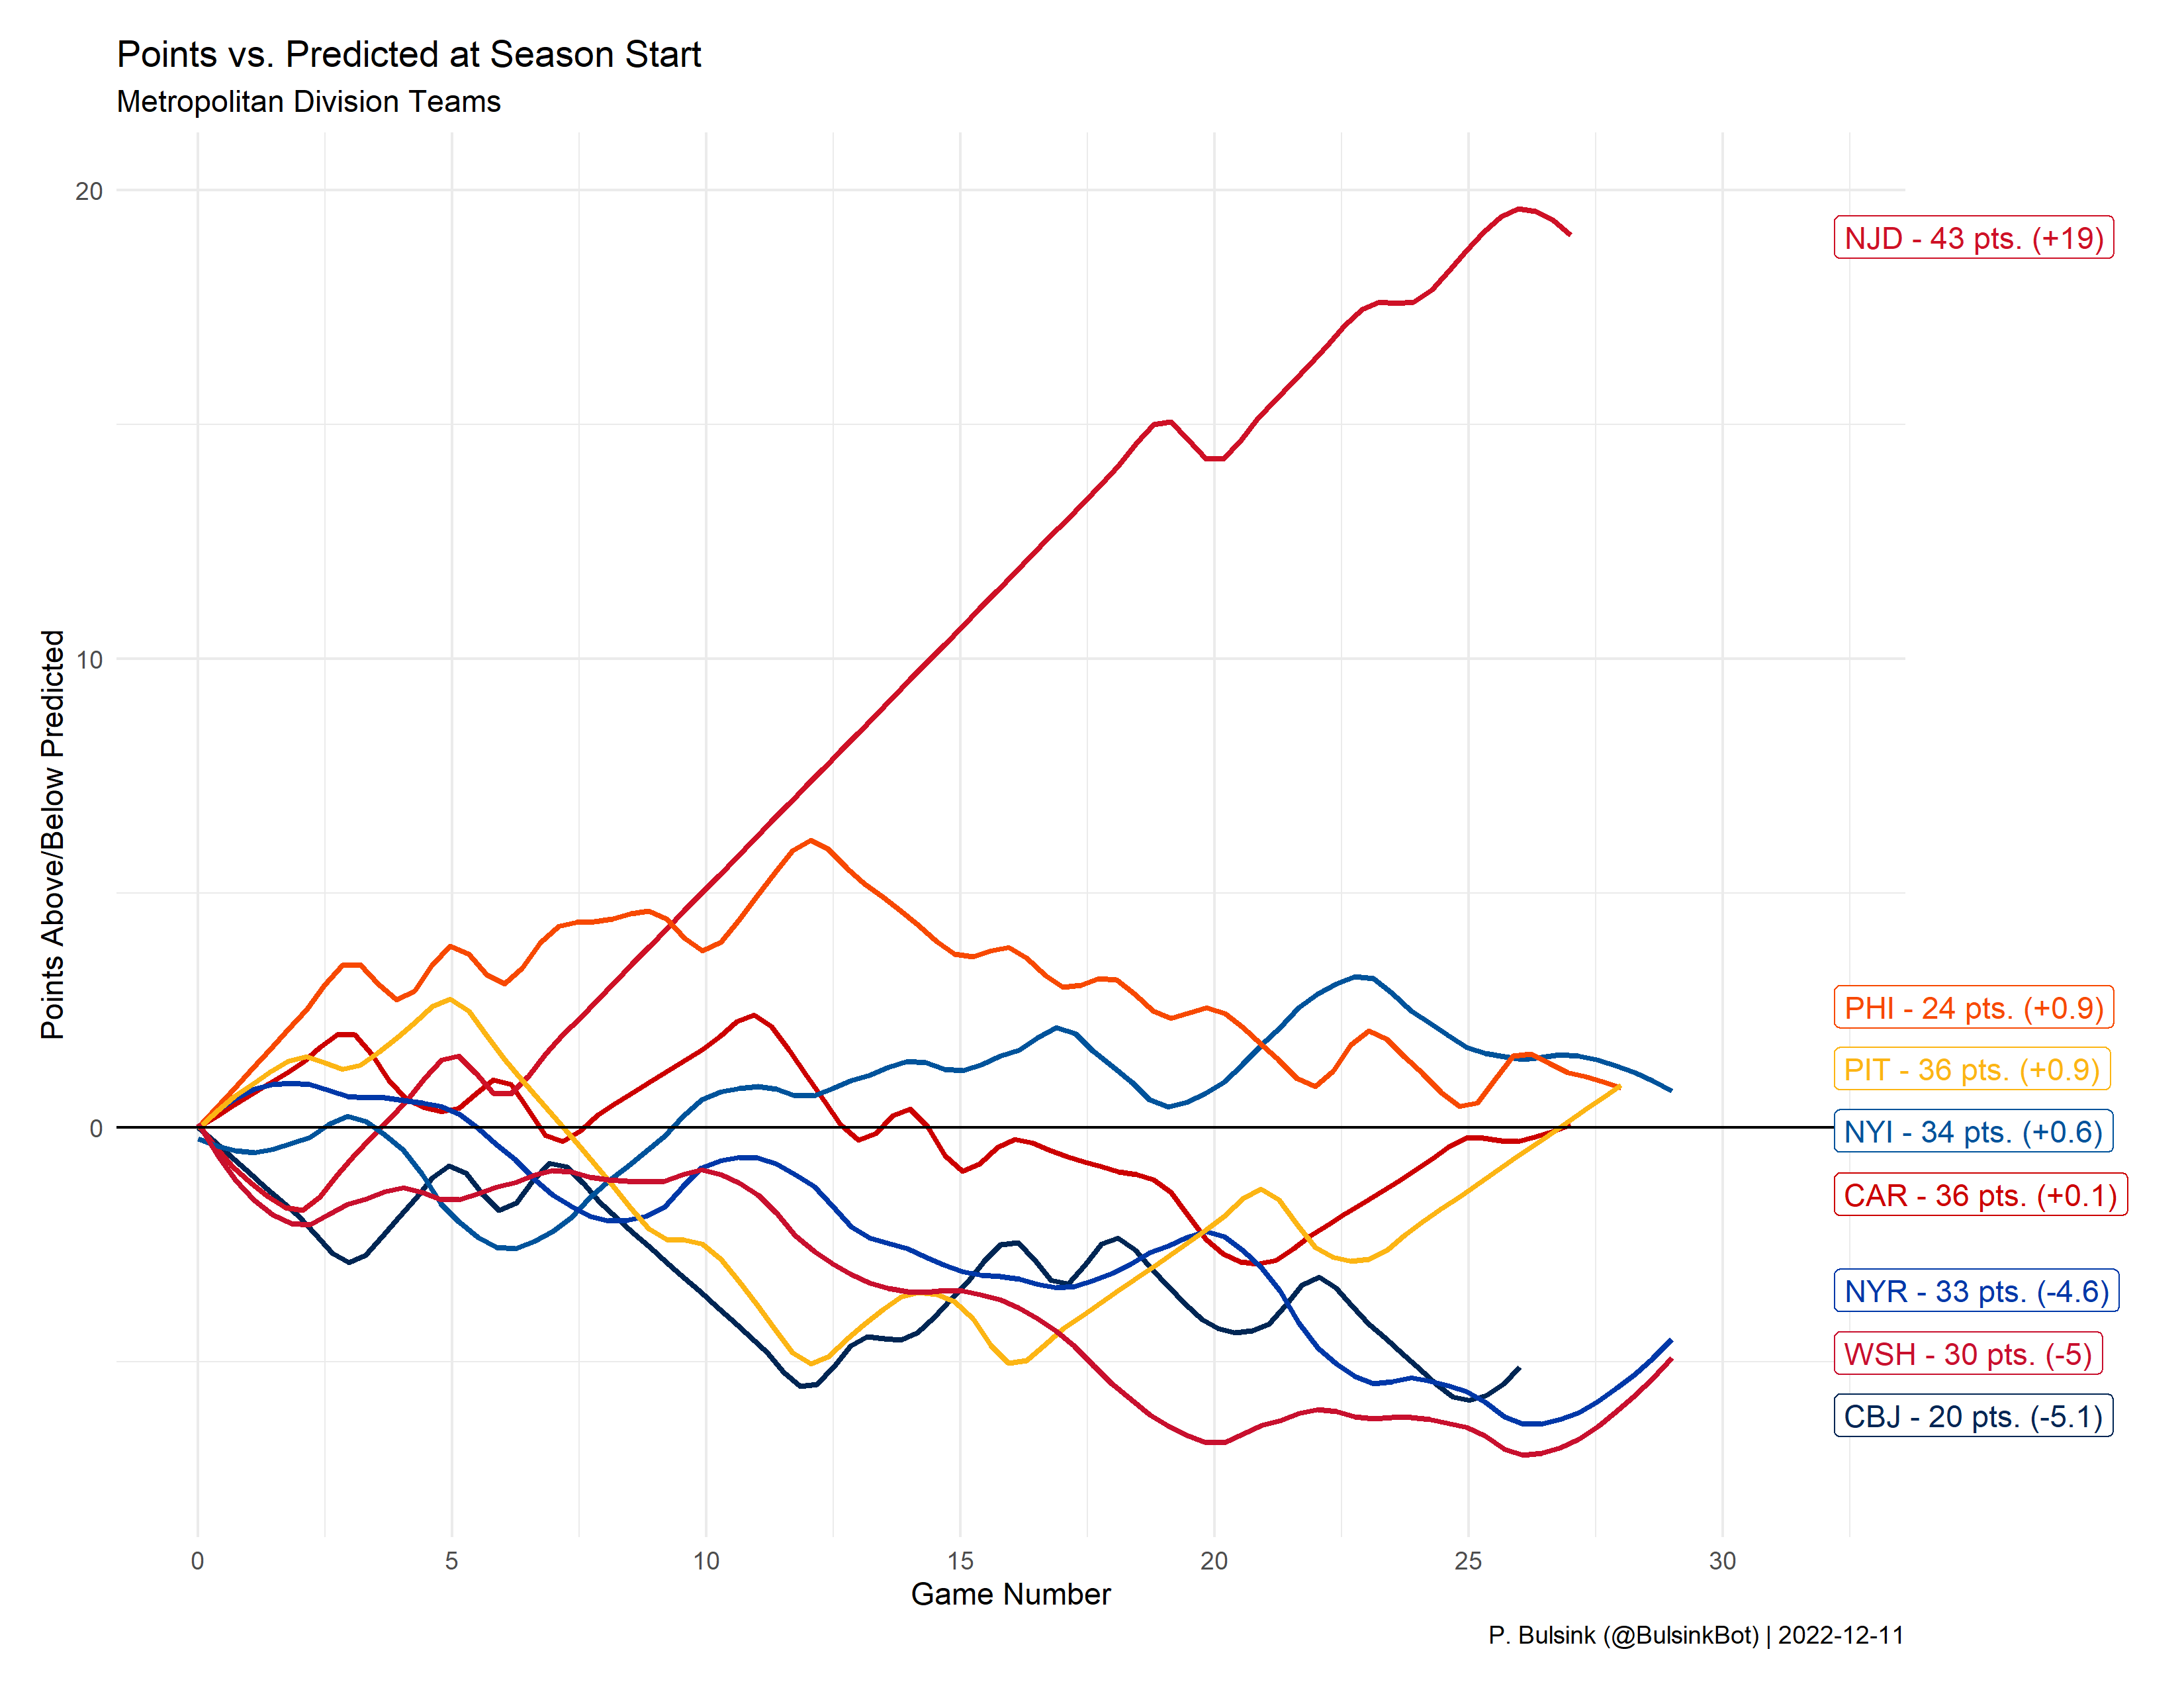 Points vs. Predicted at Season Start
Metropolitan Division Teams
Points Above/Below Predicted
20
10
0
NJD - 43 pts. (+19)
PHI - 24 pts. (+0.9)
PIT - 36 pts. (+0.9)
NYI - 34 pts. (+0.6)
CAR - 36 pts. (+0.1)
NYR - 33 pts. (-4.6)
WSH - 30 pts. (-5)
CBJ - 20 pts. (-5.1)
0 5 10 15 20 25 30
Game Number
P. Bulsink (@BulsinkBot) | 2022-12-11